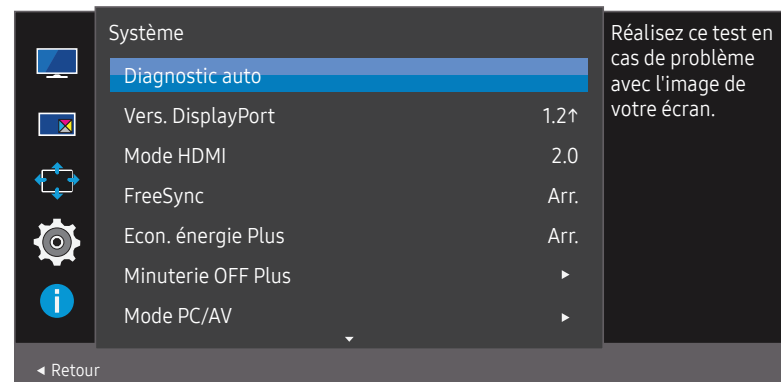 Système
Diagnostic auto
Vers. DisplayPort 1.2↑
Mode HDMI 2.0
FreeSync Arr.
Econ. énergie Plus Arr.
Minuterie OFF Plus ►
Mode PC/AV ►
Réalisez ce test en
cas de problème
avec l'image de
votre écran.
◄ Retour